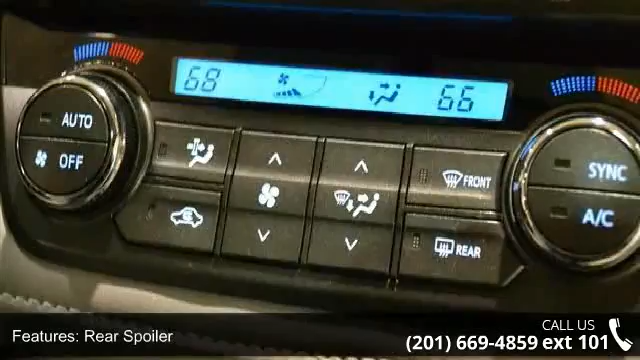 68 66
AUTO
OFF
FRONT
REAR
SYNC
A/C
Features: Rear Spoiler
CALL US
(201) 669-4859 ext 101